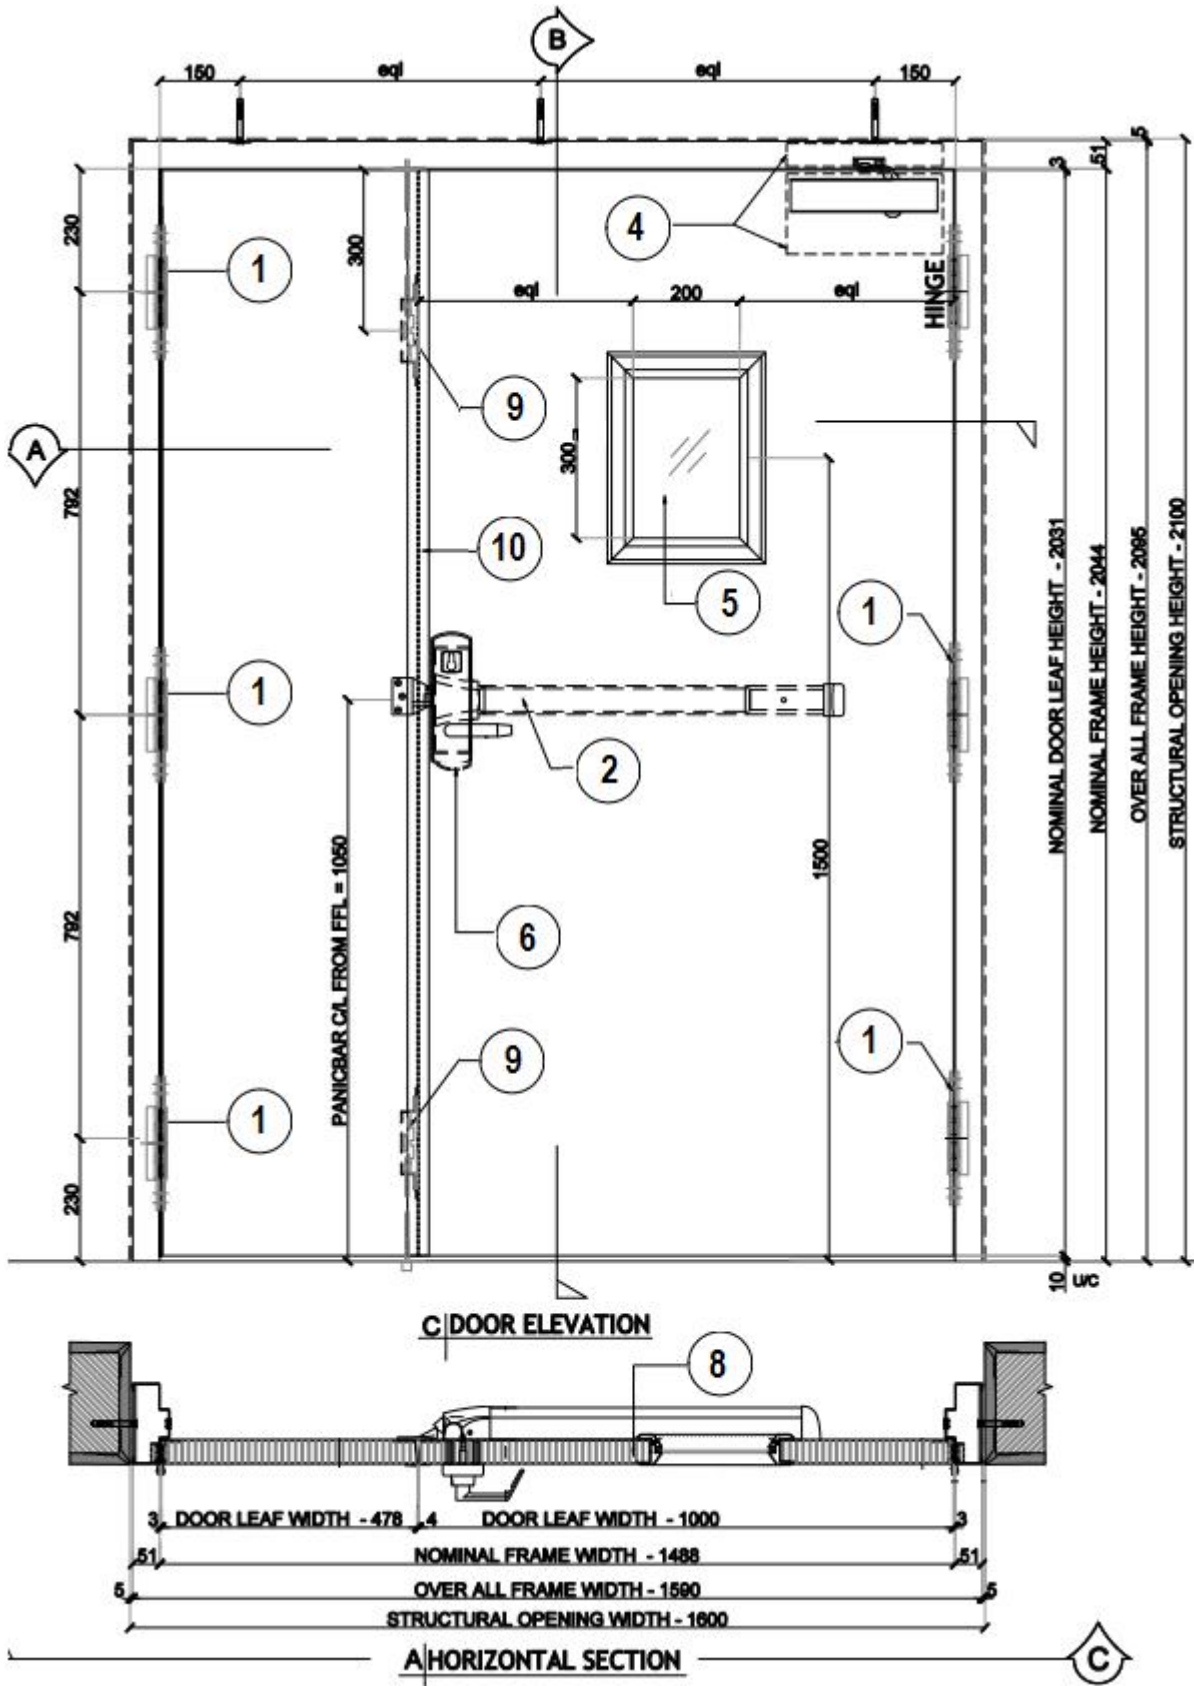 B
150
eql
eql
150
5
51
3
230
300
1
4
HINGE
eql
200
eql
9
A
792
300
10
5
1
1
2
NOMINAL DOOR LEAF HEIGHT - 2031
NOMINAL FRAME HEIGHT - 2044
OVER ALL FRAME HEIGHT - 2095
STRUCTURAL OPENING HEIGHT - 2100
1500
PANICBAR C/L FROM FFL = 1050
792
6
9
1
1
230
10 U/C
C DOOR ELEVATION
8
3 DOOR LEAF WIDTH - 478 4 DOOR LEAF WIDTH - 1000 3
51 NOMINAL FRAME WIDTH - 1488 51
5 OVER ALL FRAME WIDTH - 1590 5
STRUCTURAL OPENING WIDTH - 1600
A HORIZONTAL SECTION
C